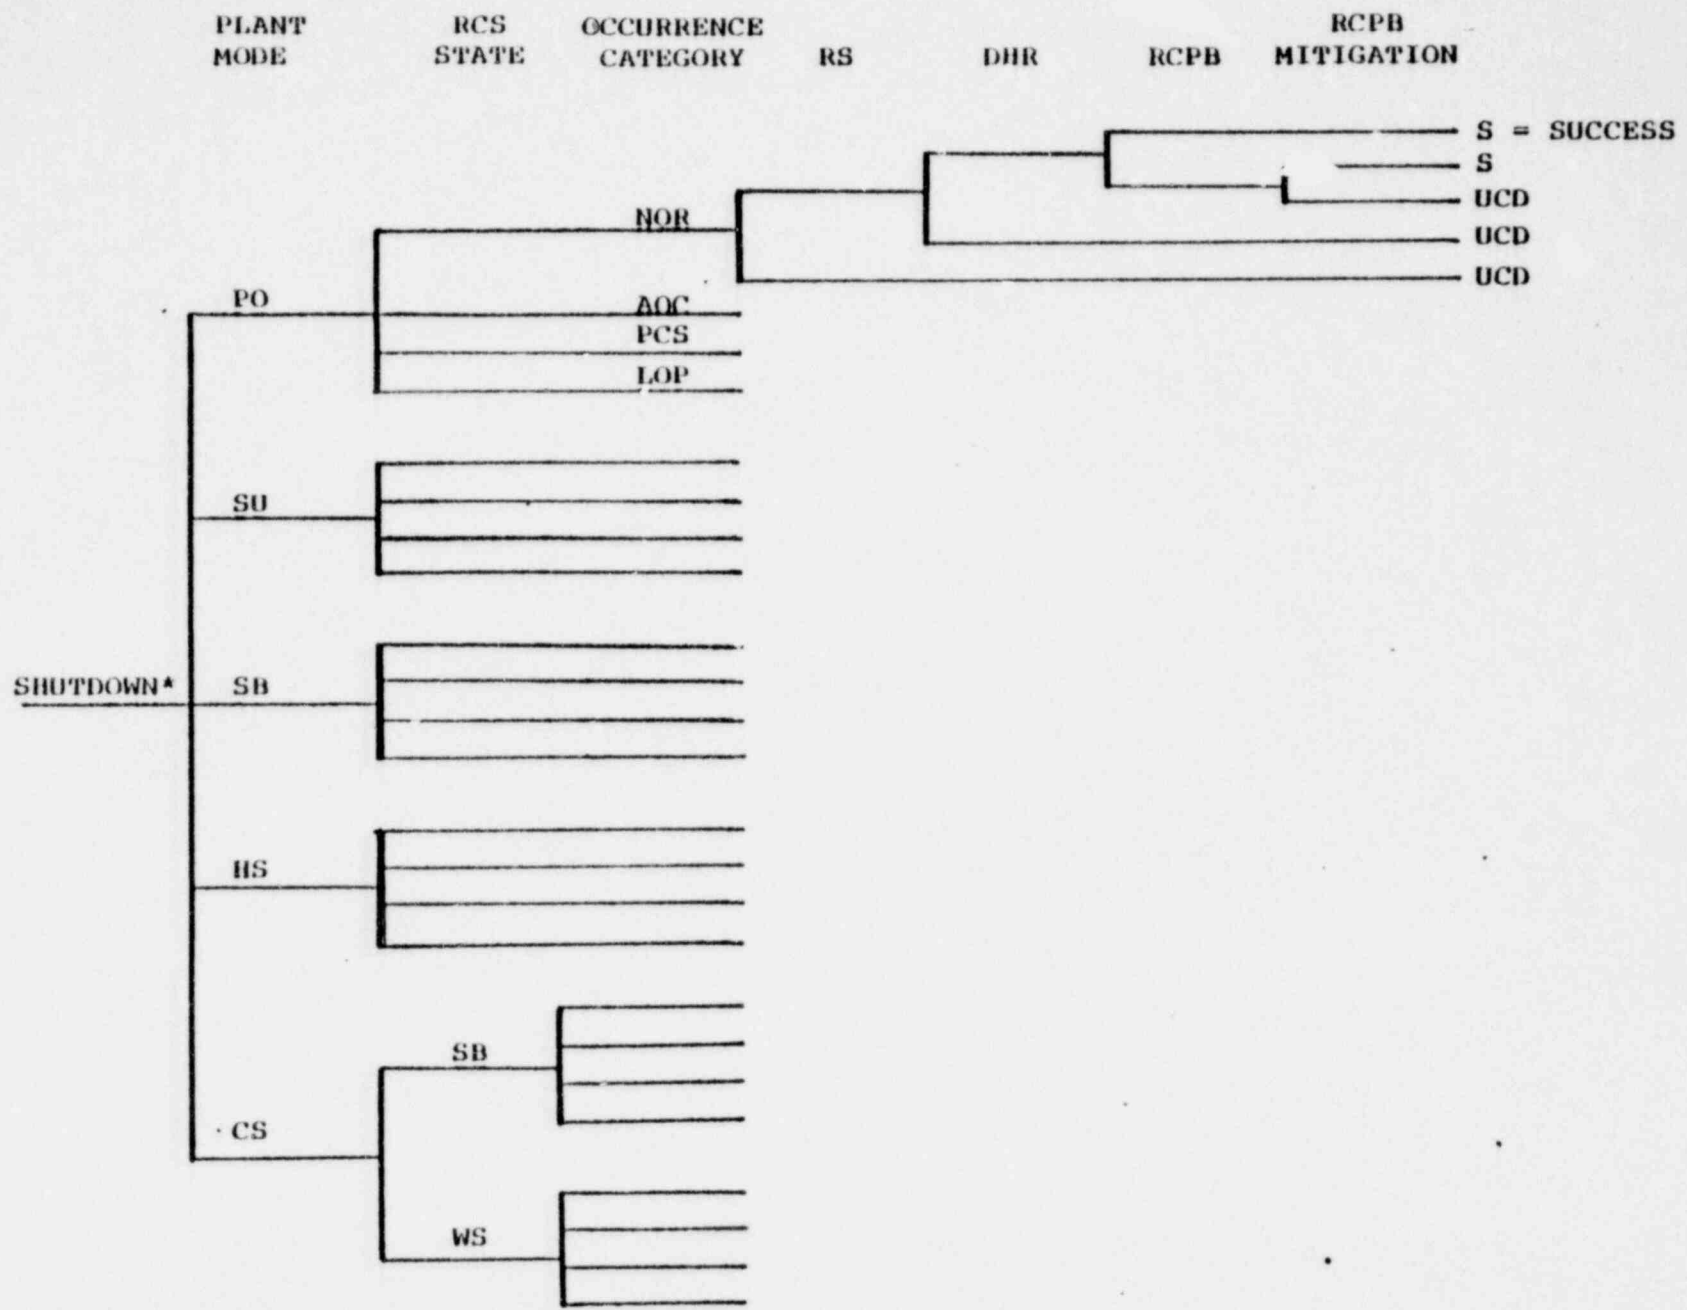 PLANT MODE
RCS STATE
OCCURRENCE CATEGORY
RS
DHR
RCPB
RCPB MITIGATION
S = SUCCESS
S
UCD
UCD
UCD
NOR
PO
AOC
PCS
LOP
SU
SHUTDOWN*
SB
HS
SB
CS
WS